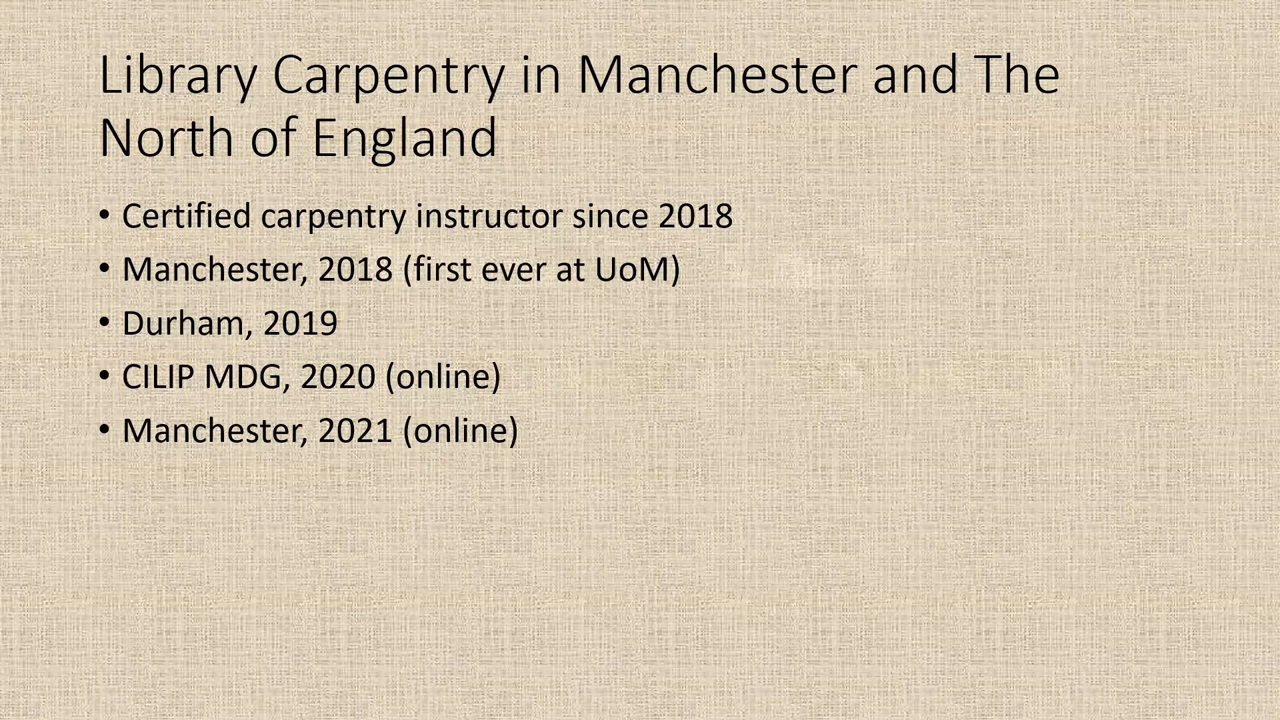 Library Carpentry in Manchester and The
North of England
• Certified carpentry instructor since 2018
• Manchester, 2018 (first ever at UoM)
• Durham, 2019
• CILIP MDG, 2020 (online)
• Manchester, 2021 (online)